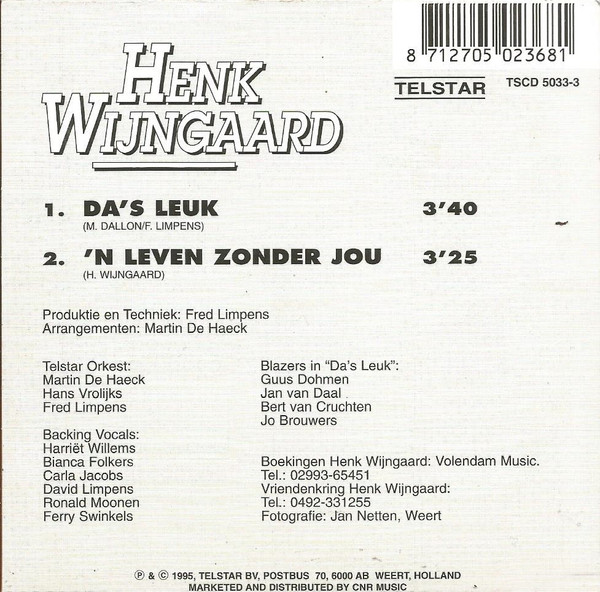 8 712705 023681
HENK
WIJNGAARD
TELSTAR
TSCD 5033-3
1. DA'S LEUK 3'40
(M. DALLON/F. LIMPENS)
2. 'N LEVEN ZONDER JOU 3'25
(H. WIJNGAARD)
Produktie en Techniek: Fred Limpens
Arrangementen: Martin De Haeck
Telstar Orkest:
Martin De Haeck
Hans Vrolijks
Fred Limpens
Backing Vocals:
Harriët Willems
Bianca Folkers
Carla Jacobs
David Limpens
Ronald Moonen
Ferry Swinkels
Blazers in "Da's Leuk":
Guus Dohmen
Jan van Daal
Bert van Cruchten
Jo Brouwers
Boekingen Henk Wijngaard: Volendam Music.
Tel.: 02993-65451
Vriendenkring Henk Wijngaard:
Tel.: 0492-331255
Fotografie: Jan Netten, Weert
℗ & © 1995, TELSTAR BV, POSTBUS 70, 6000 AB WEERT, HOLLAND
MARKETED AND DISTRIBUTED BY CNR MUSIC